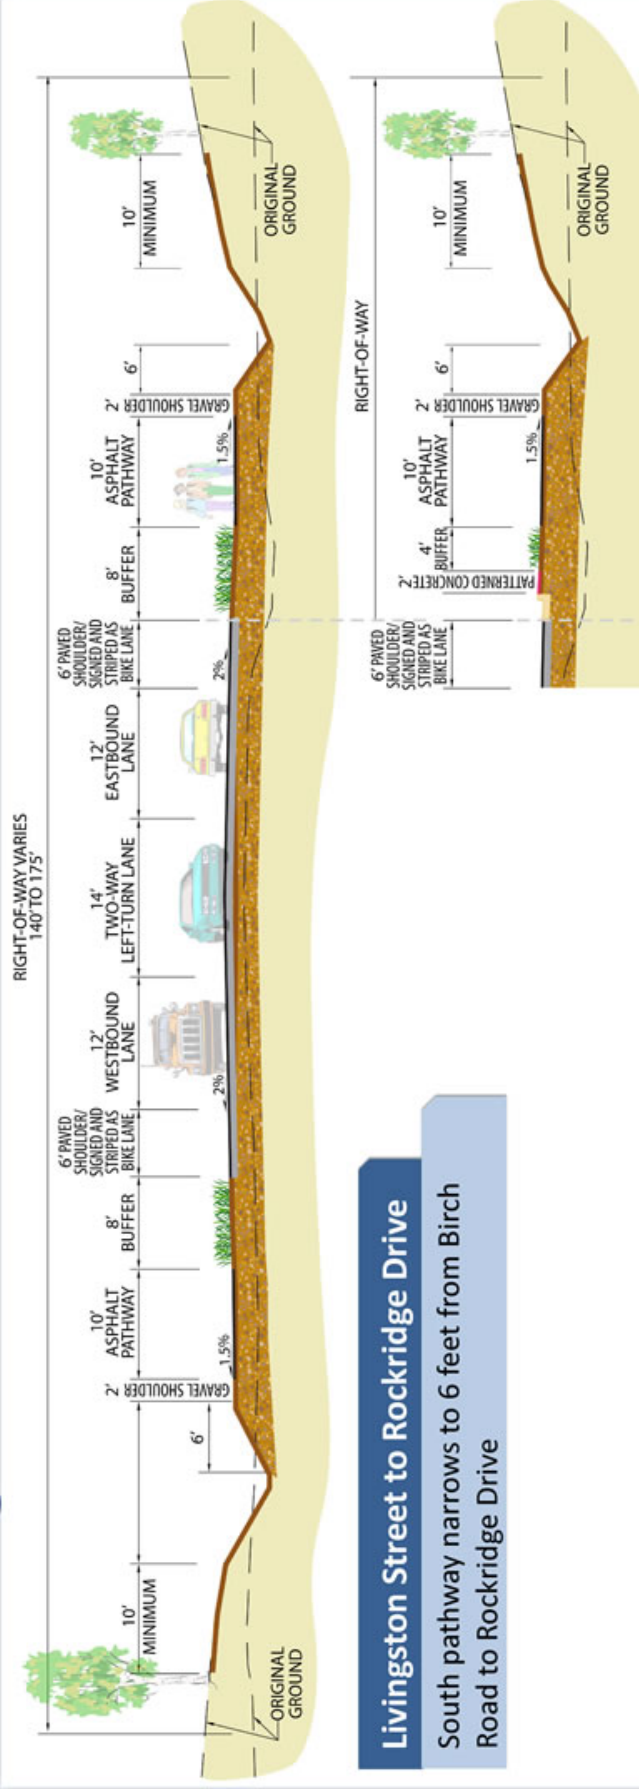 RIGHT-OF-WAY VARIES
140' TO 175'
10'
MINIMUM
6'
2'
GRAVEL SHOULDER
10'
ASPHALT
PATHWAY
8'
BUFFER
6' PAVED
SHOULDER/
SIGNED AND
STRIPED AS
BIKE LANE
12'
WESTBOUND
LANE
14'
TWO-WAY
LEFT-TURN LANE
12'
EASTBOUND
LANE
6' PAVED
SHOULDER/
SIGNED AND
STRIPED AS
BIKE LANE
8'
BUFFER
10'
ASPHALT
PATHWAY
2'
GRAVEL SHOULDER
6'
10'
MINIMUM
1.5%
2%
2%
1.5%
ORIGINAL
GROUND
ORIGINAL
GROUND
Livingston Street to Rockridge Drive
South pathway narrows to 6 feet from Birch
Road to Rockridge Drive
RIGHT-OF-WAY
6' PAVED
SHOULDER/
SIGNED AND
STRIPED AS
BIKE LANE
2'
PATTERNED CONCRETE
4'
BUFFER
10'
ASPHALT
PATHWAY
2'
GRAVEL SHOULDER
6'
10'
MINIMUM
1.5%
ORIGINAL
GROUND